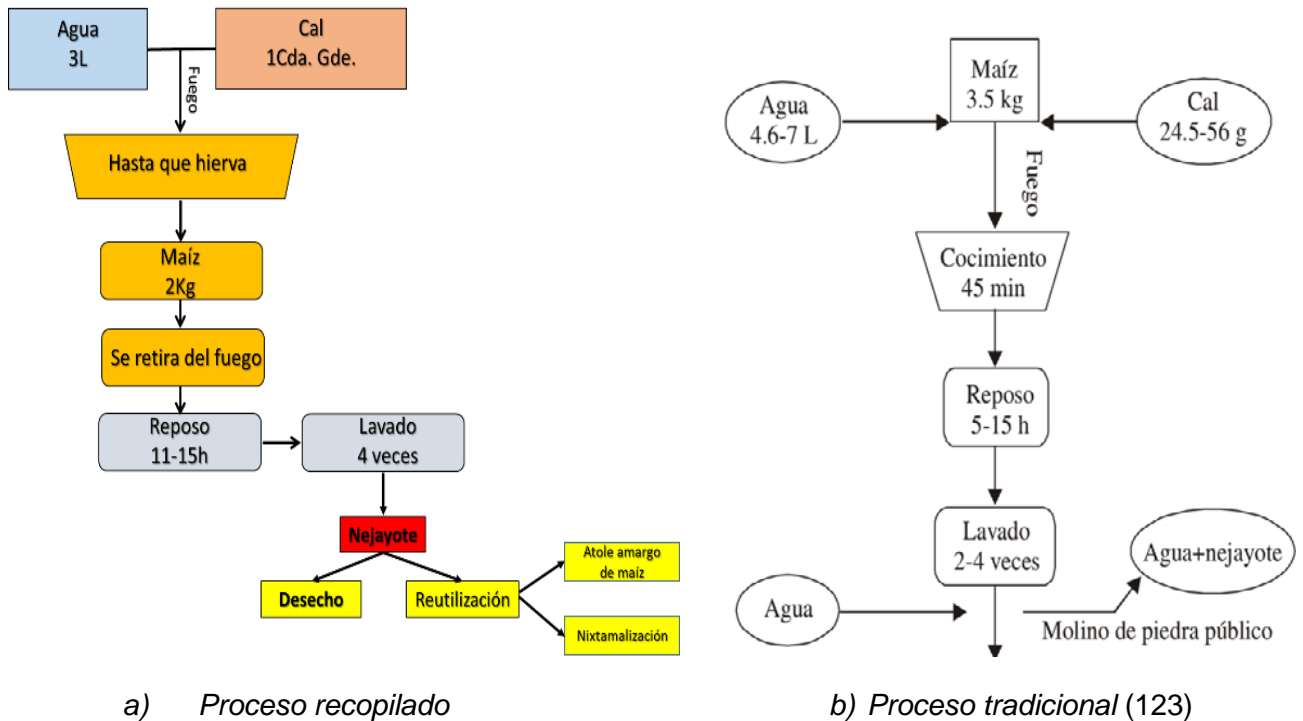 Agua
3L
Cal
1Cda. Gde.
Fuego
Hasta que hierva
Maíz
2Kg
Se retira del fuego
Reposo
11-15h
Lavado
4 veces
Nejayote
Desecho
Reutilización
Atole amargo
de maíz
Nixtamalización
a) Proceso recopilado
Maíz
3.5 kg
Agua
4.6-7 L
Cal
24.5-56 g
Fuego
Cocimiento
45 min
Reposo
5-15 h
Lavado
2-4 veces
Agua+nejayote
Agua
Molino de piedra público
b) Proceso tradicional (123)